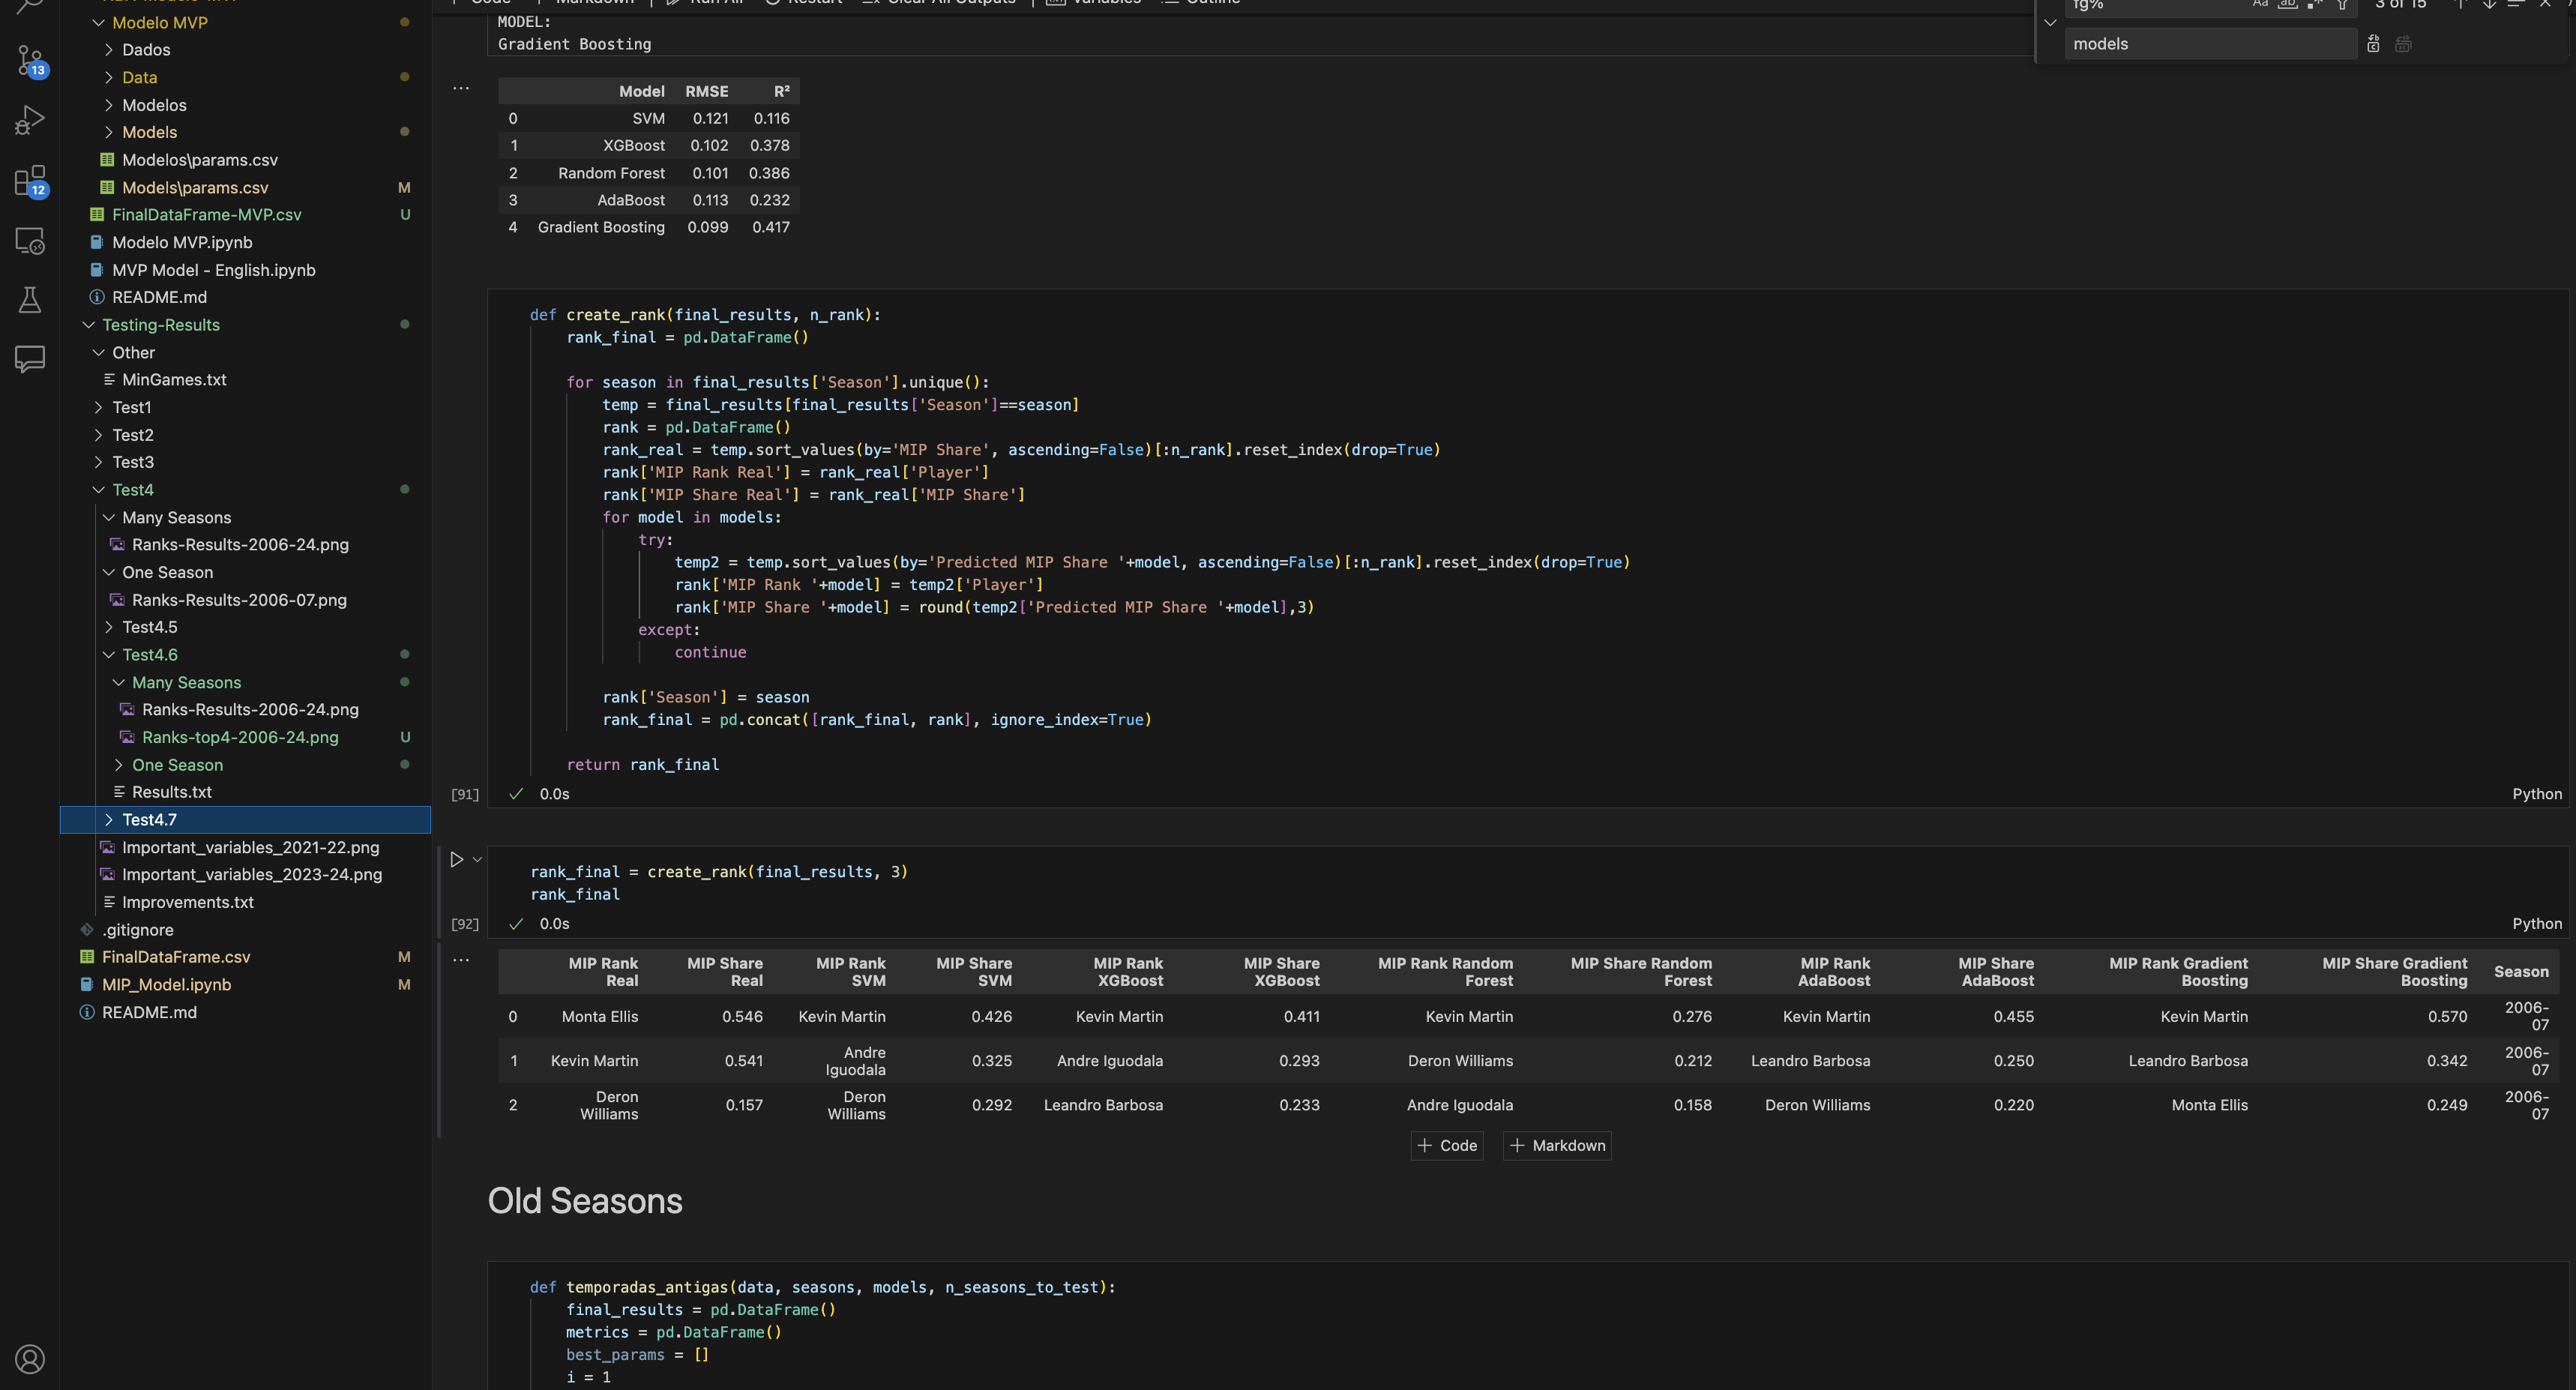 Modelo MVP
Dados
Data
Modelos
Models
Modelos\params.csv
Models\params.csv M
FinalDataFrame-MVP.csv U
Modelo MVP.ipynb
MVP Model - English.ipynb
README.md
Testing-Results
Other
MinGames.txt
Test1
Test2
Test3
Test4
Many Seasons
Ranks-Results-2006-24.png
One Season
Ranks-Results-2006-07.png
Test4.5
Test4.6
Many Seasons
Ranks-Results-2006-24.png
Ranks-top4-2006-24.png U
One Season
Results.txt
Test4.7
Important_variables_2021-22.png
Important_variables_2023-24.png
Improvements.txt
.gitignore
FinalDataFrame.csv M
MIP_Model.ipynb M
README.md
13
12
Code Markdown Run All Restart Clear All Outputs Variables Outline
fg% Aa ab 3 of 15
models
MODEL:
Gradient Boosting
Model RMSE R²
0 SVM 0.121 0.116
1 XGBoost 0.102 0.378
2 Random Forest 0.101 0.386
3 AdaBoost 0.113 0.232
4 Gradient Boosting 0.099 0.417
def create_rank(final_results, n_rank):
    rank_final = pd.DataFrame()
    for season in final_results['Season'].unique():
        temp = final_results[final_results['Season']==season]
        rank = pd.DataFrame()
        rank_real = temp.sort_values(by='MIP Share', ascending=False)[:n_rank].reset_index(drop=True)
        rank['MIP Rank Real'] = rank_real['Player']
        rank['MIP Share Real'] = rank_real['MIP Share']
        for model in models:
            try:
                temp2 = temp.sort_values(by='Predicted MIP Share '+model, ascending=False)[:n_rank].reset_index(drop=True)
                rank['MIP Rank '+model] = temp2['Player']
                rank['MIP Share '+model] = round(temp2['Predicted MIP Share '+model],3)
            except:
                continue
        rank['Season'] = season
        rank_final = pd.concat([rank_final, rank], ignore_index=True)
    return rank_final
[91] 0.0s Python
rank_final = create_rank(final_results, 3)
rank_final
[92] 0.0s Python
MIP Rank Real MIP Share Real MIP Rank SVM MIP Share SVM MIP Rank XGBoost MIP Share XGBoost MIP Rank Random Forest MIP Share Random Forest MIP Rank AdaBoost MIP Share AdaBoost MIP Rank Gradient Boosting MIP Share Gradient Boosting Season
0 Monta Ellis 0.546 Kevin Martin 0.426 Kevin Martin 0.411 Kevin Martin 0.276 Kevin Martin 0.455 Kevin Martin 0.570 2006-07
1 Kevin Martin 0.541 Andre Iguodala 0.325 Andre Iguodala 0.293 Deron Williams 0.212 Leandro Barbosa 0.250 Leandro Barbosa 0.342 2006-07
2 Deron Williams 0.157 Deron Williams 0.292 Leandro Barbosa 0.233 Andre Iguodala 0.158 Deron Williams 0.220 Monta Ellis 0.249 2006-07
+ Code + Markdown
Old Seasons
def temporadas_antigas(data, seasons, models, n_seasons_to_test):
    final_results = pd.DataFrame()
    metrics = pd.DataFrame()
    best_params = []
    i = 1